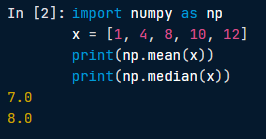 In [2]: import numpy as np
x = [1, 4, 8, 10, 12]
print(np.mean(x))
print(np.median(x))
7.0
8.0